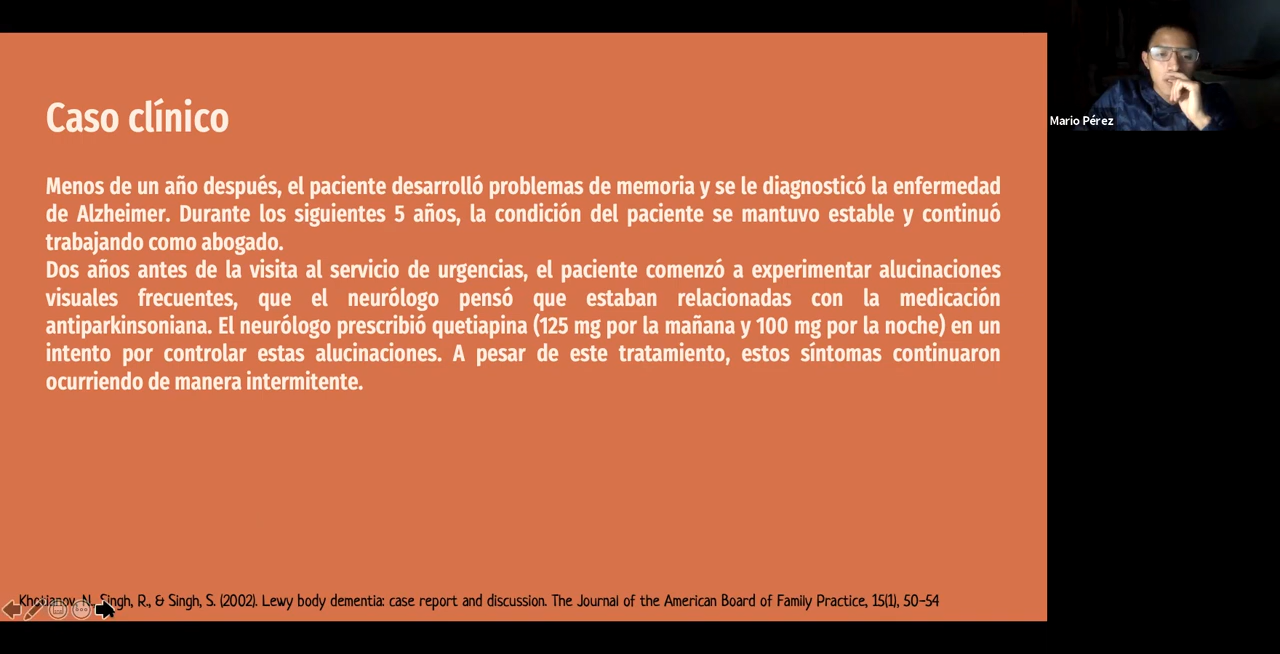 Caso clínico
Menos de un año después, el paciente desarrolló problemas de memoria y se le diagnosticó la enfermedad
de Alzheimer. Durante los siguientes 5 años, la condición del paciente se mantuvo estable y continuó
trabajando como abogado.
Dos años antes de la visita al servicio de urgencias, el paciente comenzó a experimentar alucinaciones
visuales frecuentes, que el neurólogo pensó que estaban relacionadas con la medicación
antiparkinsoniana. El neurólogo prescribió quetiapina (125 mg por la mañana y 100 mg por la noche) en un
intento por controlar estas alucinaciones. A pesar de este tratamiento, estos síntomas continuaron
ocurriendo de manera intermitente.
N., Singh, R., & Singh, S. (2002). Lewy body dementia: case report and discussion. The Journal of the American Board of Family Practice, 15(1), 50-54
Mario Pérez